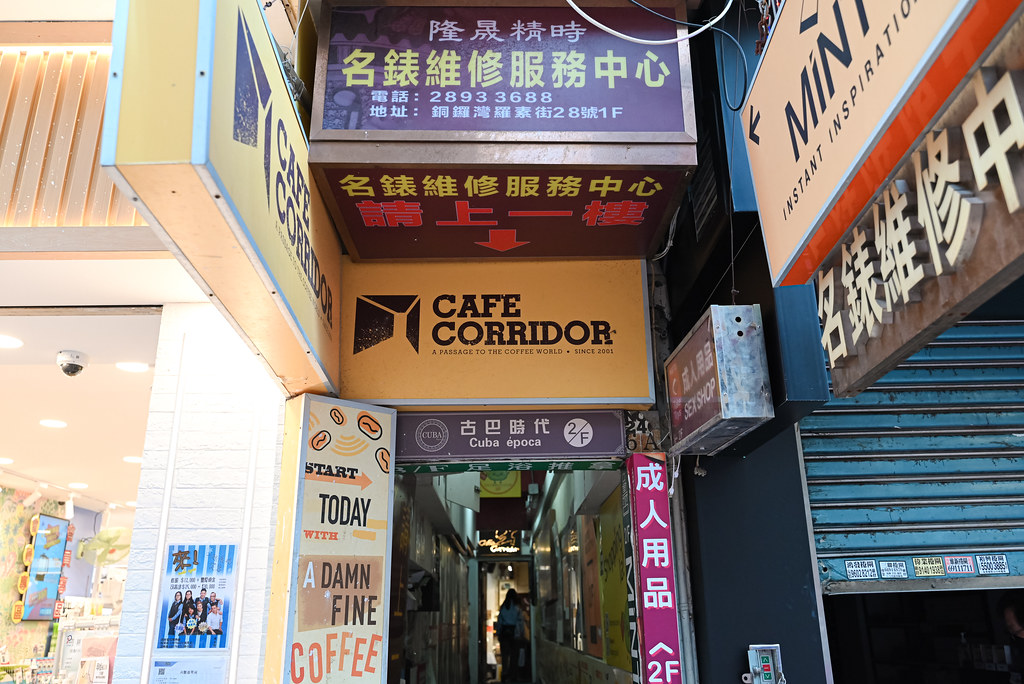 隆晟精時
名錶維修服務中心
電話：2893 3688
地址：銅鑼灣羅素街28號1F
名錶維修服務中心
請上一樓
CAFE
CORRIDOR
CAFE
CORRIDOR
A PASSAGE TO THE COFFEE WORLD • SINCE 2001
MiNT
INSTANT INSPIRATION
名錶維修中
成人用品
SEX SHOP
CUBA
古巴時代
Cuba época
2/F
START
TODAY
WITH
A DAMN
FINE
COFFEE
成人用品
<2F